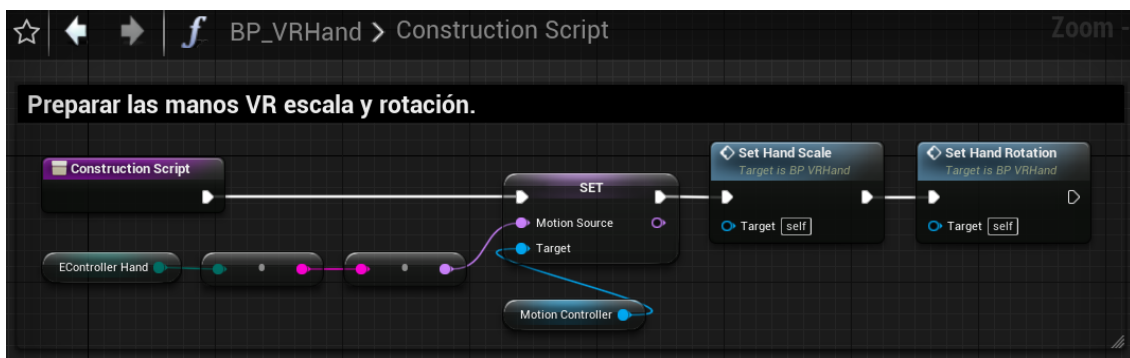 BP_VRHand > Construction Script
Zoom -
Preparar las manos VR escala y rotación.
Construction Script
SET
Motion Source
Target
Set Hand Scale
Target is BP VRHand
Target self
Set Hand Rotation
Target is BP VRHand
Target self
EController Hand
Motion Controller